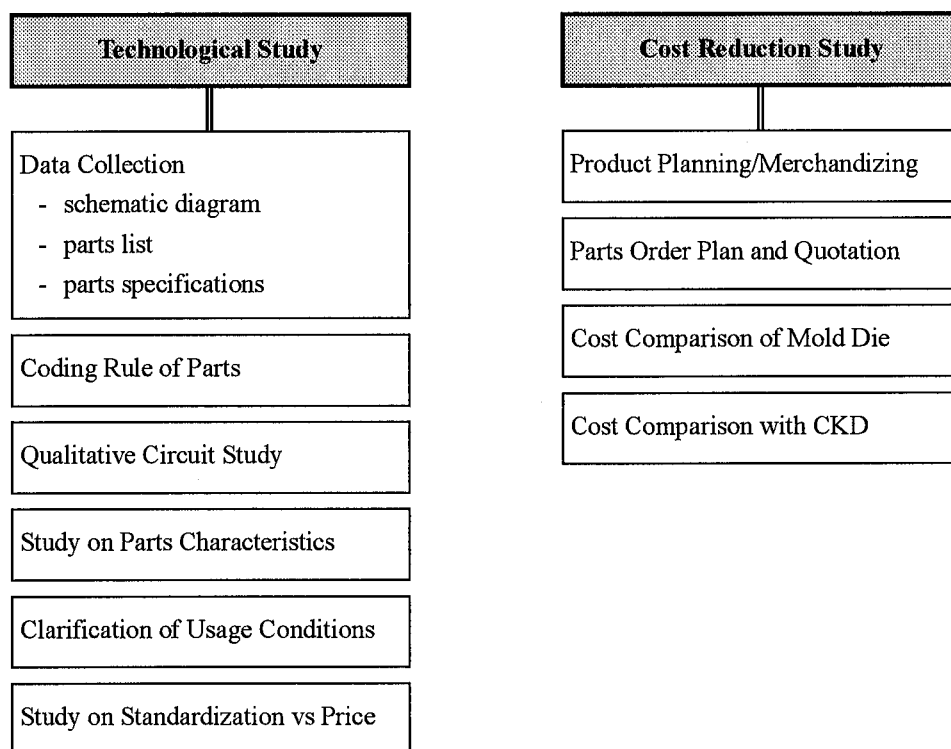 Technological Study
Data Collection
- schematic diagram
- parts list
- parts specifications
Coding Rule of Parts
Qualitative Circuit Study
Study on Parts Characteristics
Clarification of Usage Conditions
Study on Standardization vs Price
Cost Reduction Study
Product Planning/Merchandizing
Parts Order Plan and Quotation
Cost Comparison of Mold Die
Cost Comparison with CKD